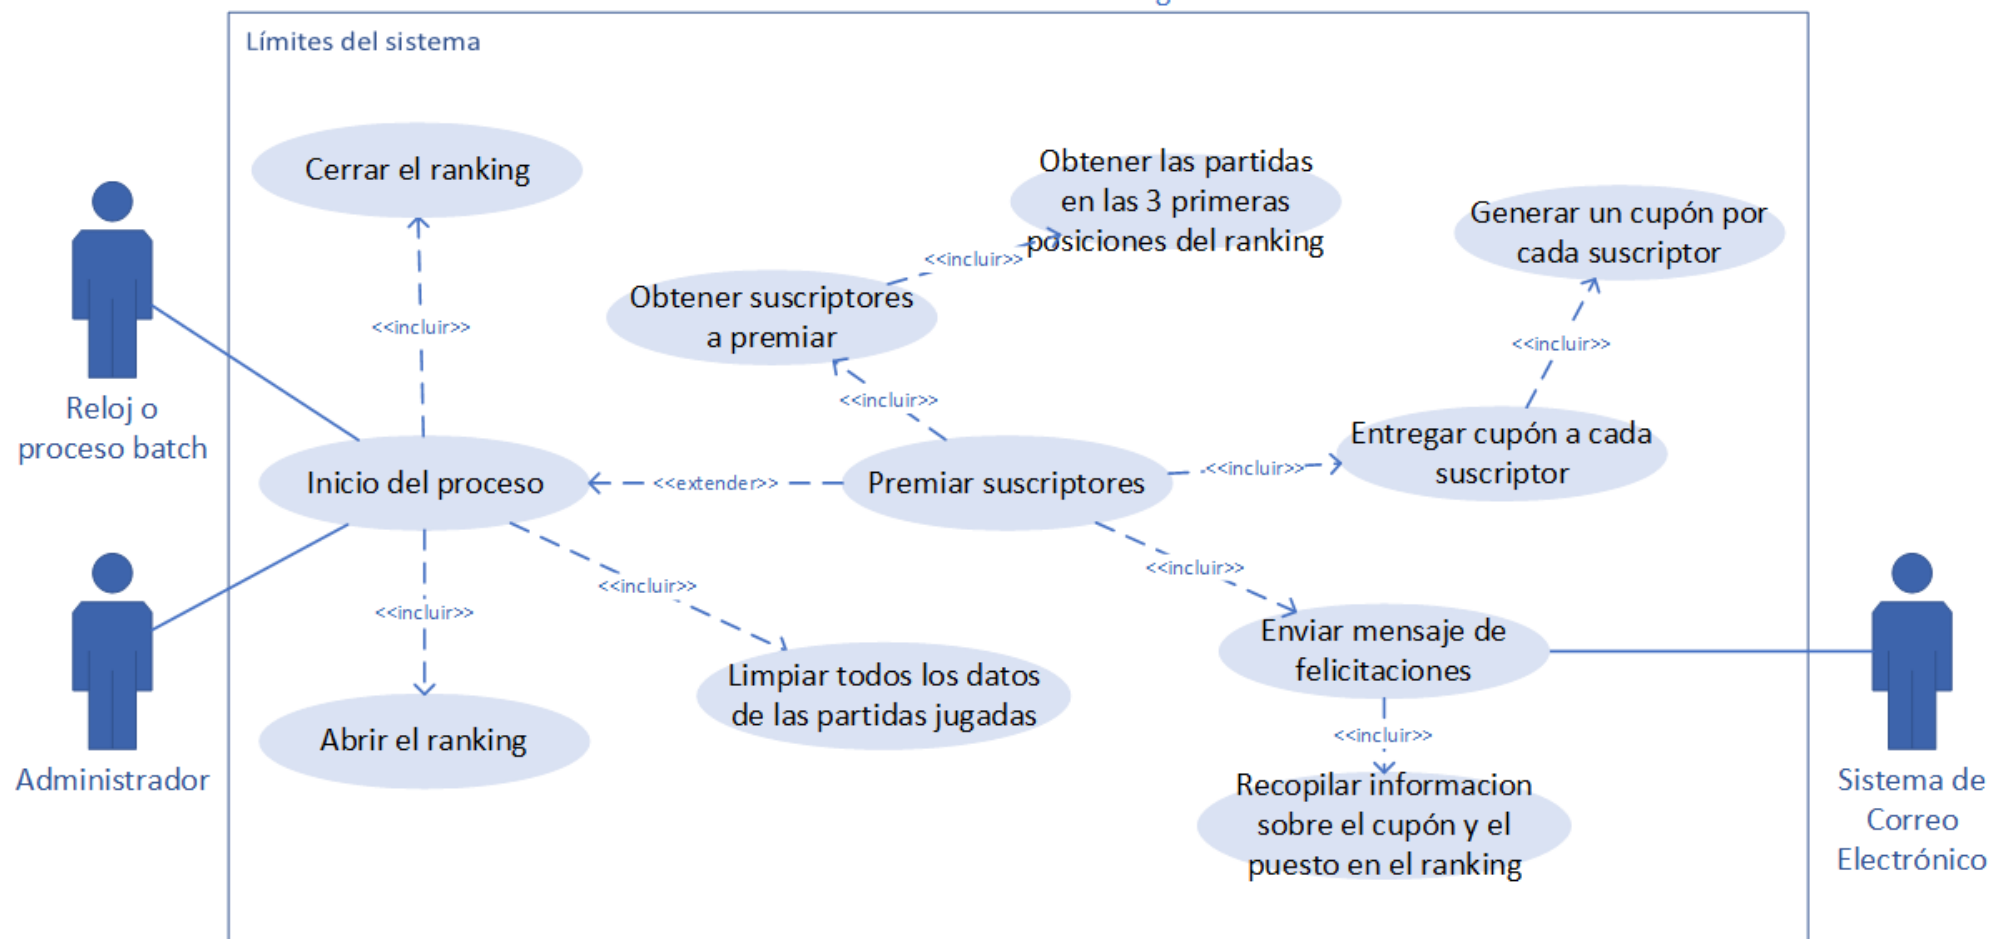 Límites del sistema
Cerrar el ranking
Obtener las partidas
en las 3 primeras
posiciones del ranking
Generar un cupón por
cada suscriptor
<<incluir>>
Obtener suscriptores
a premiar
<<incluir>>
<<incluir>>
<<incluir>>
Reloj o
proceso batch
Entregar cupón a cada
suscriptor
Inicio del proceso
<<extender>>
Premiar suscriptores
<<incluir>>
<<incluir>>
<<incluir>>
<<incluir>>
Enviar mensaje de
felicitaciones
Limpiar todos los datos
de las partidas jugadas
Abrir el ranking
<<incluir>>
Administrador
Recopilar informacion
sobre el cupón y el
puesto en el ranking
Sistema de
Correo
Electrónico